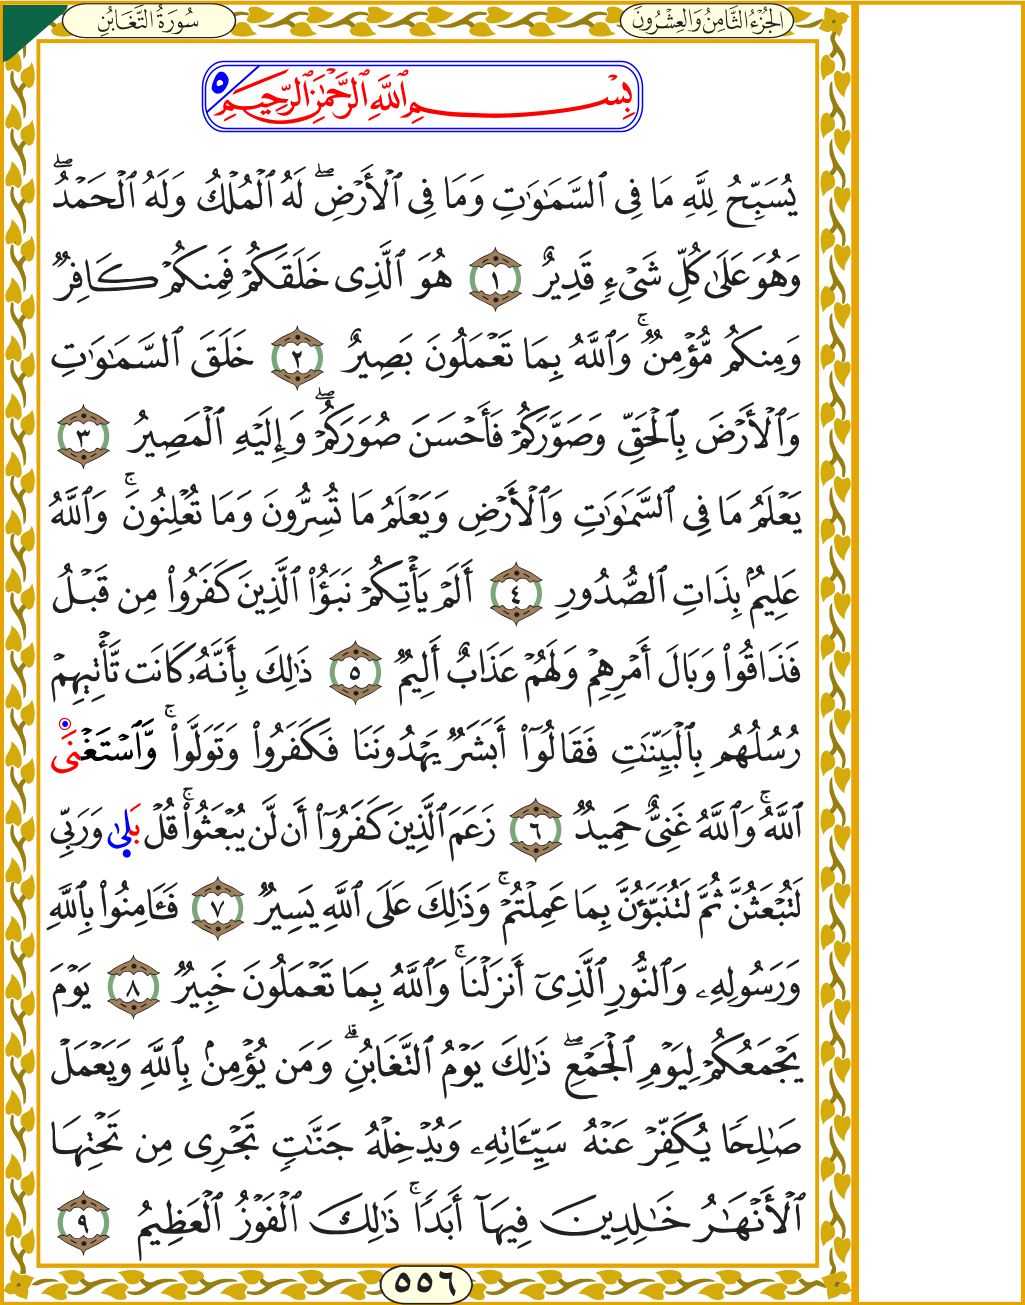 الجُزْءُ الثَّامِنُ وَالعِشْرُونَ
سُورَةُ التَّغَابُنِ
بِسْمِ ٱللَّهِ ٱلرَّحْمَٰنِ ٱلرَّحِيمِ ٥
يُسَبِّحُ لِلَّهِ مَا فِى ٱلسَّمَٰوَٰتِ وَمَا فِى ٱلْأَرْضِۖ لَهُ ٱلْمُلْكُ وَلَهُ ٱلْحَمْدُۖ
وَهُوَ عَلَىٰ كُلِّ شَىْءٍ قَدِيرٌ ١ هُوَ ٱلَّذِى خَلَقَكُمْ فَمِنكُمْ كَافِرٌ
وَمِنكُم مُّؤْمِنٌۚ وَٱللَّهُ بِمَا تَعْمَلُونَ بَصِيرٌ ٢ خَلَقَ ٱلسَّمَٰوَٰتِ
وَٱلْأَرْضَ بِٱلْحَقِّ وَصَوَّرَكُمْ فَأَحْسَنَ صُوَرَكُمْۖ وَإِلَيْهِ ٱلْمَصِيرُ ٣
يَعْلَمُ مَا فِى ٱلسَّمَٰوَٰتِ وَٱلْأَرْضِ وَيَعْلَمُ مَا تُسِرُّونَ وَمَا تُعْلِنُونَۚ وَٱللَّهُ
عَلِيمٌۢ بِذَاتِ ٱلصُّدُورِ ٤ أَلَمْ يَأْتِكُمْ نَبَؤُا۟ ٱلَّذِينَ كَفَرُوا۟ مِن قَبْلُ
فَذَاقُوا۟ وَبَالَ أَمْرِهِمْ وَلَهُمْ عَذَابٌ أَلِيمٌ ٥ ذَٰلِكَ بِأَنَّهُۥ كَانَت تَّأْتِيهِمْ
رُسُلُهُم بِٱلْبَيِّنَٰتِ فَقَالُوٓا۟ أَبَشَرٌ يَهْدُونَنَا فَكَفَرُوا۟ وَتَوَلَّوا۟ۚ وَّٱسْتَغْنَى
ٱللَّهُۚ وَٱللَّهُ غَنِىٌّ حَمِيدٌ ٦ زَعَمَ ٱلَّذِينَ كَفَرُوٓا۟ أَن لَّن يُبْعَثُوا۟ۚ قُلْ بَلَىٰ وَرَبِّى
لَتُبْعَثُنَّ ثُمَّ لَتُنَبَّؤُنَّ بِمَا عَمِلْتُمْۚ وَذَٰلِكَ عَلَى ٱللَّهِ يَسِيرٌ ٧ فَـَٔامِنُوا۟ بِٱللَّهِ
وَرَسُولِهِۦ وَٱلنُّورِ ٱلَّذِىٓ أَنزَلْنَاۚ وَٱللَّهُ بِمَا تَعْمَلُونَ خَبِيرٌ ٨ يَوْمَ
يَجْمَعُكُمْ لِيَوْمِ ٱلْجَمْعِۖ ذَٰلِكَ يَوْمُ ٱلتَّغَابُنِۗ وَمَن يُؤْمِنۢ بِٱللَّهِ وَيَعْمَلْ
صَٰلِحًا يُكَفِّرْ عَنْهُ سَيِّـَٔاتِهِۦ وَيُدْخِلْهُ جَنَّٰتٍ تَجْرِى مِن تَحْتِهَا
ٱلْأَنْهَٰرُ خَٰلِدِينَ فِيهَآ أَبَدًاۚ ذَٰلِكَ ٱلْفَوْزُ ٱلْعَظِيمُ ٩
٥٥٦